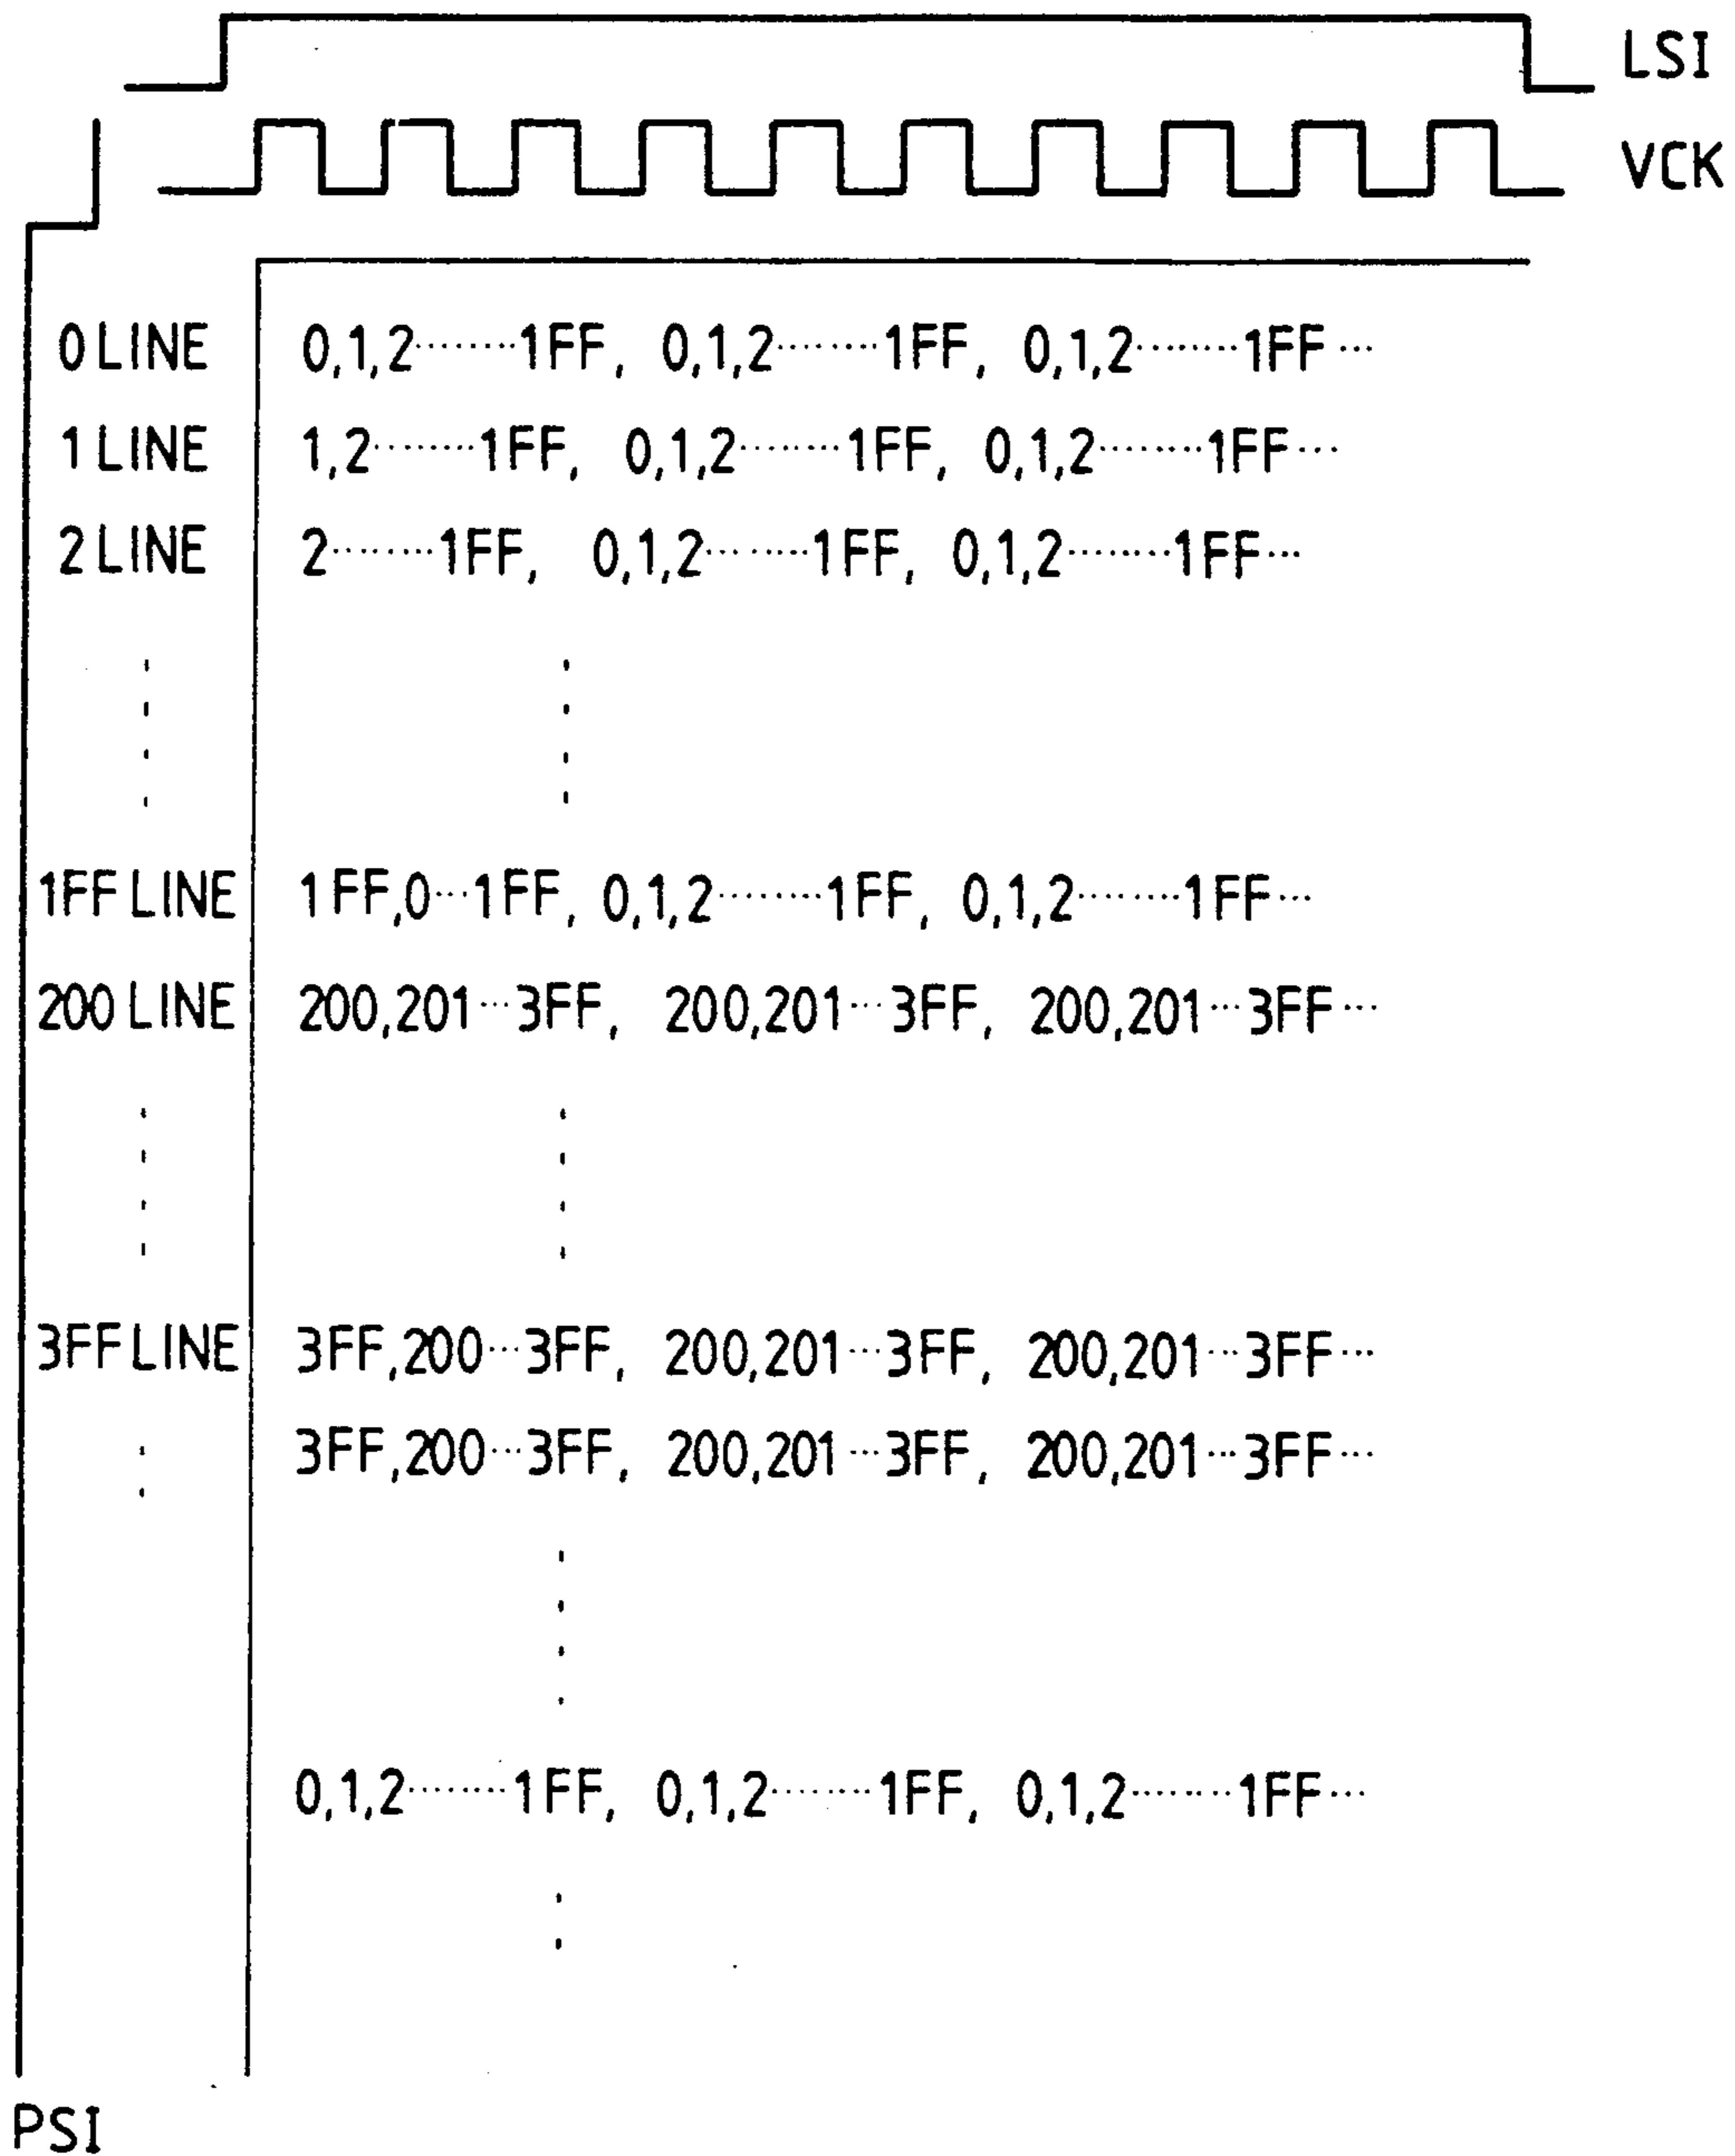 LSI
VCK
0 LINE 0,1,2········1FF, 0,1,2········1FF, 0,1,2········1FF···
1 LINE 1,2········1FF, 0,1,2········1FF, 0,1,2········1FF···
2 LINE 2········1FF, 0,1,2········1FF, 0,1,2········1FF···
1FF LINE 1FF,0···1FF, 0,1,2········1FF, 0,1,2········1FF···
200 LINE 200,201···3FF, 200,201···3FF, 200,201···3FF···
3FF LINE 3FF,200···3FF, 200,201···3FF, 200,201···3FF···
3FF,200···3FF, 200,201···3FF, 200,201···3FF···
0,1,2········1FF, 0,1,2········1FF, 0,1,2········1FF···
PSI